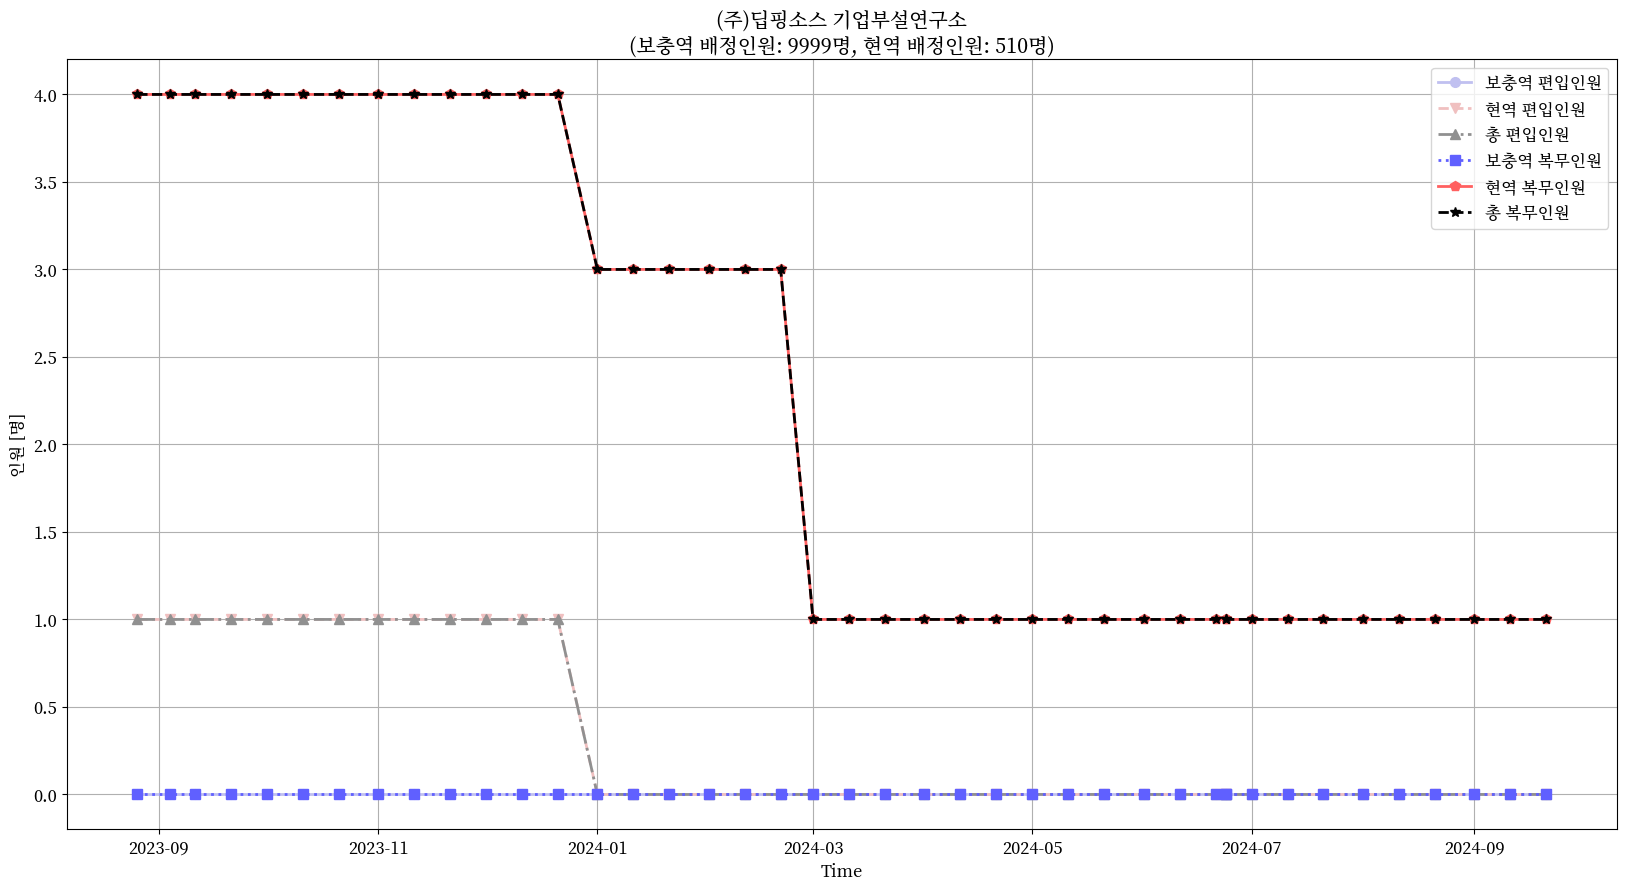 (주)딥핑소스 기업부설연구소
(보충역 배정인원: 9999명, 현역 배정인원: 510명)
보충역 편입인원
현역 편입인원
총 편입인원
보충역 복무인원
현역 복무인원
총 복무인원
인원 [명]
4.0
3.5
3.0
2.5
2.0
1.5
1.0
0.5
0.0
2023-09
2023-11
2024-01
2024-03
2024-05
2024-07
2024-09
Time